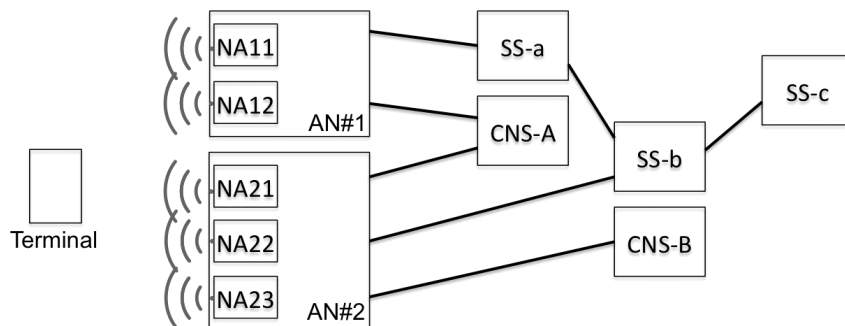 NA11
SS-a
NA12
AN#1
CNS-A
SS-c
SS-b
Terminal
NA21
NA22
CNS-B
NA23
AN#2